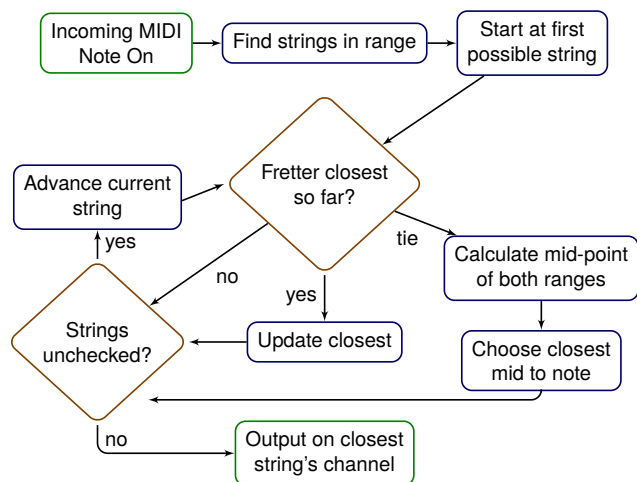 Incoming MIDI
Note On
Find strings in range
Start at first
possible string
Fretter closest
so far?
Advance current
string
yes
no
tie
Calculate mid-point
of both ranges
yes
Strings
unchecked?
Update closest
Choose closest
mid to note
no
Output on closest
string's channel